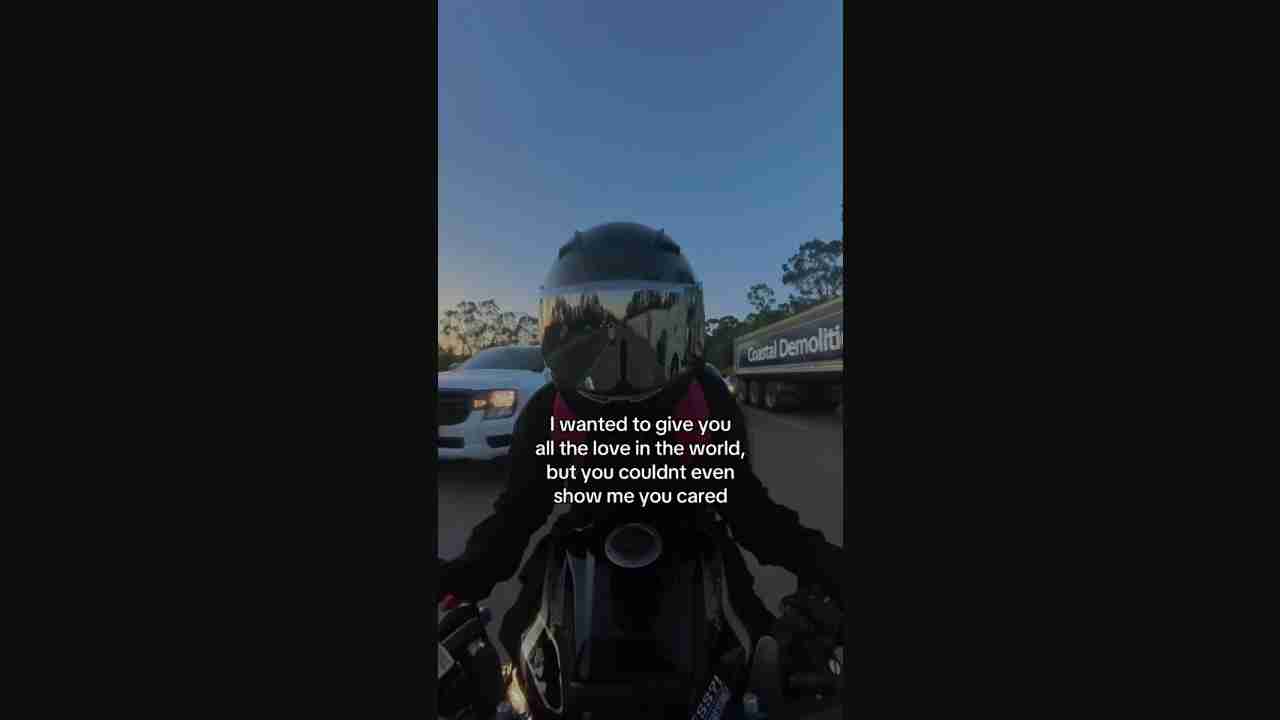 Coastal Demoliti
I wanted to give you
all the love in the world,
but you couldnt even
show me you cared